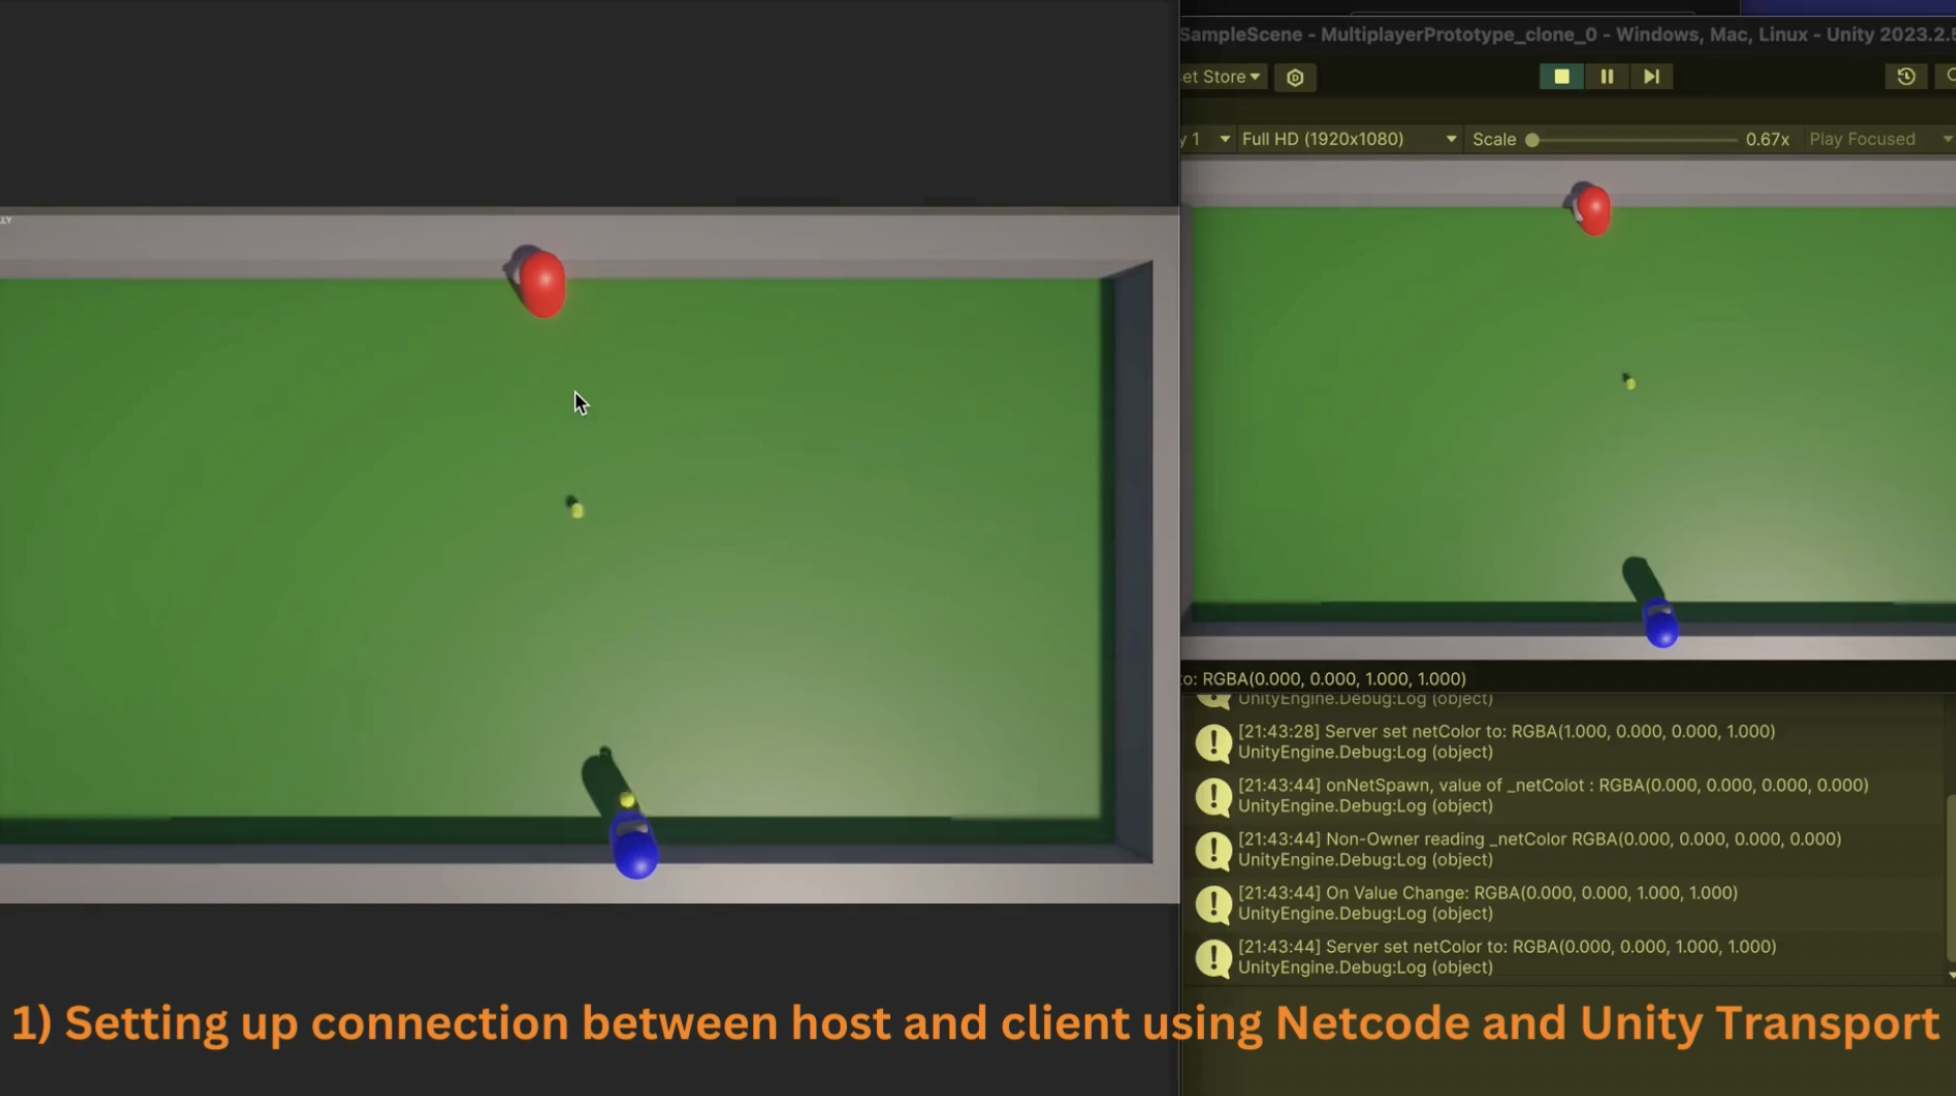 SampleScene - MultiplayerPrototype_clone_0 - Windows, Mac, Linux - Unity 2023.2.5
et Store
y 1 Full HD (1920x1080) Scale 0.67x Play Focused
LLY
to: RGBA(0.000, 0.000, 1.000, 1.000)
UnityEngine.Debug:Log (object)
[21:43:28] Server set netColor to: RGBA(1.000, 0.000, 0.000, 1.000)
UnityEngine.Debug:Log (object)
[21:43:44] onNetSpawn, value of _netColot : RGBA(0.000, 0.000, 0.000, 0.000)
UnityEngine.Debug:Log (object)
[21:43:44] Non-Owner reading _netColor RGBA(0.000, 0.000, 0.000, 0.000)
UnityEngine.Debug:Log (object)
[21:43:44] On Value Change: RGBA(0.000, 0.000, 1.000, 1.000)
UnityEngine.Debug:Log (object)
[21:43:44] Server set netColor to: RGBA(0.000, 0.000, 1.000, 1.000)
UnityEngine.Debug:Log (object)
1) Setting up connection between host and client using Netcode and Unity Transport